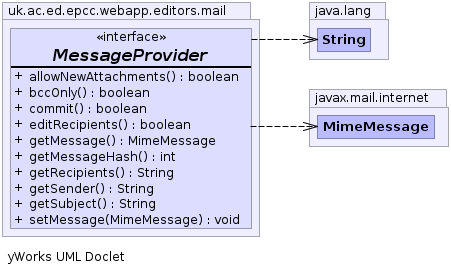 uk.ac.ed.epcc.webapp.editors.mail
«interface»
MessageProvider
+ allowNewAttachments() : boolean
+ bccOnly() : boolean
+ commit() : boolean
+ editRecipients() : boolean
+ getMessage() : MimeMessage
+ getMessageHash() : int
+ getRecipients() : String
+ getSender() : String
+ getSubject() : String
+ setMessage(MimeMessage) : void
java.lang
String
javax.mail.internet
MimeMessage
yWorks UML Doclet